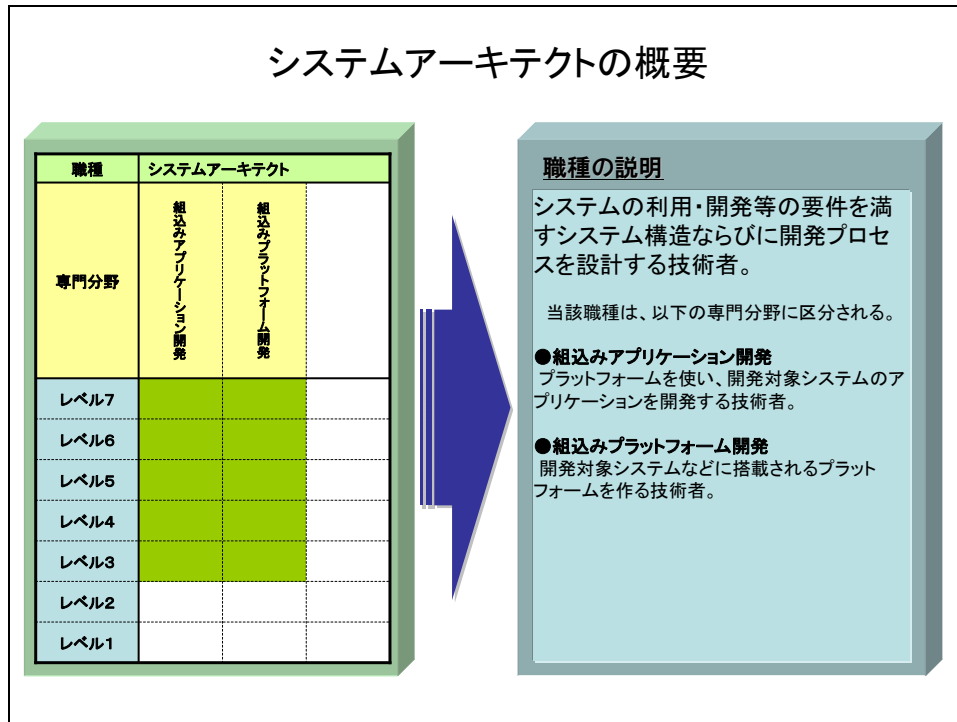 システムアーキテクトの概要
職種 システムアーキテクト
専門分野
組込みアプリケーション開発
組込みプラットフォーム開発
レベル7
レベル6
レベル5
レベル4
レベル3
レベル2
レベル1
職種の説明
システムの利用・開発等の要件を満
すシステム構造ならびに開発プロセ
スを設計する技術者。
当該職種は、以下の専門分野に区分される。
●組込みアプリケーション開発
プラットフォームを使い、開発対象システムのア
プリケーションを開発する技術者。
●組込みプラットフォーム開発
開発対象システムなどに搭載されるプラット
フォームを作る技術者。